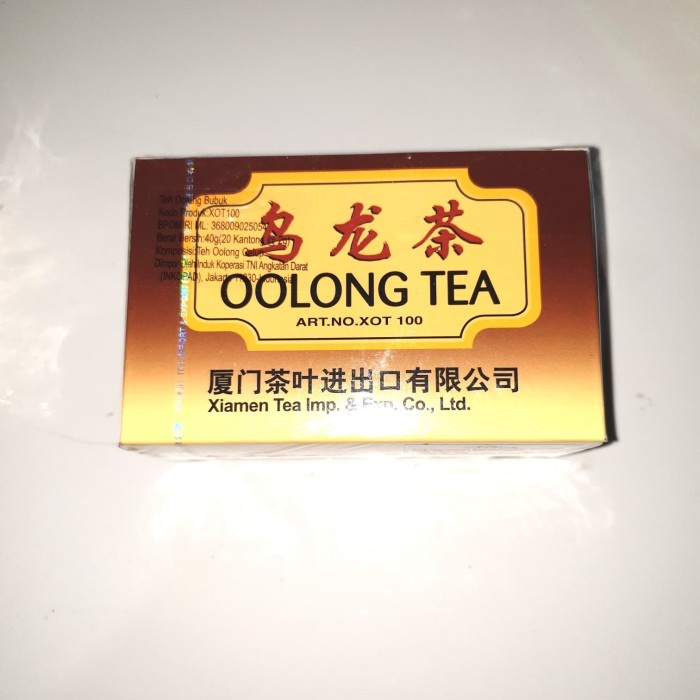 Teh Oolong Bubuk
Kode Produk:XOT100
BPOM RI ML:
Berat Bersih:40g(20 Kantong
Komposisi:Teh Oolong
Diimpor Oleh:Induk Koperasi TNI Angkatan Darat
(INKOPAD), Jakarta
乌龙茶
OOLONG TEA
ART.NO.XOT 100
厦门茶叶进出口有限公司
Xiamen Tea Imp. & Exp. Co., Ltd.